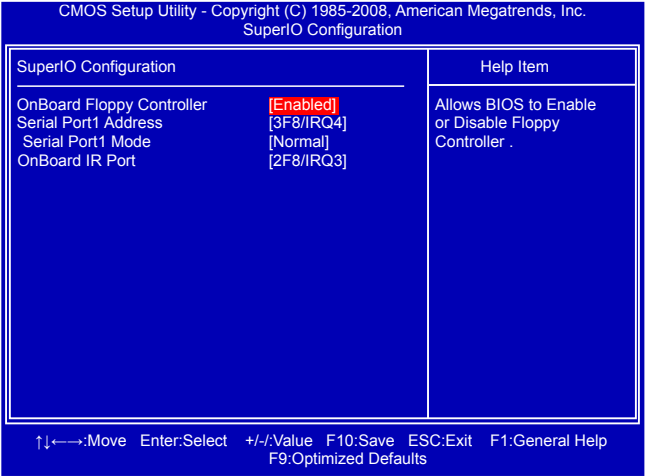 CMOS Setup Utility - Copyright (C) 1985-2008, American Megatrends, Inc.
SuperIO Configuration
SuperIO Configuration
Help Item
OnBoard Floppy Controller [Enabled]
Serial Port1 Address [3F8/IRQ4]
Serial Port1 Mode [Normal]
OnBoard IR Port [2F8/IRQ3]
Allows BIOS to Enable
or Disable Floppy
Controller .
↑↓←→:Move Enter:Select +/-/:Value F10:Save ESC:Exit F1:General Help
F9:Optimized Defaults